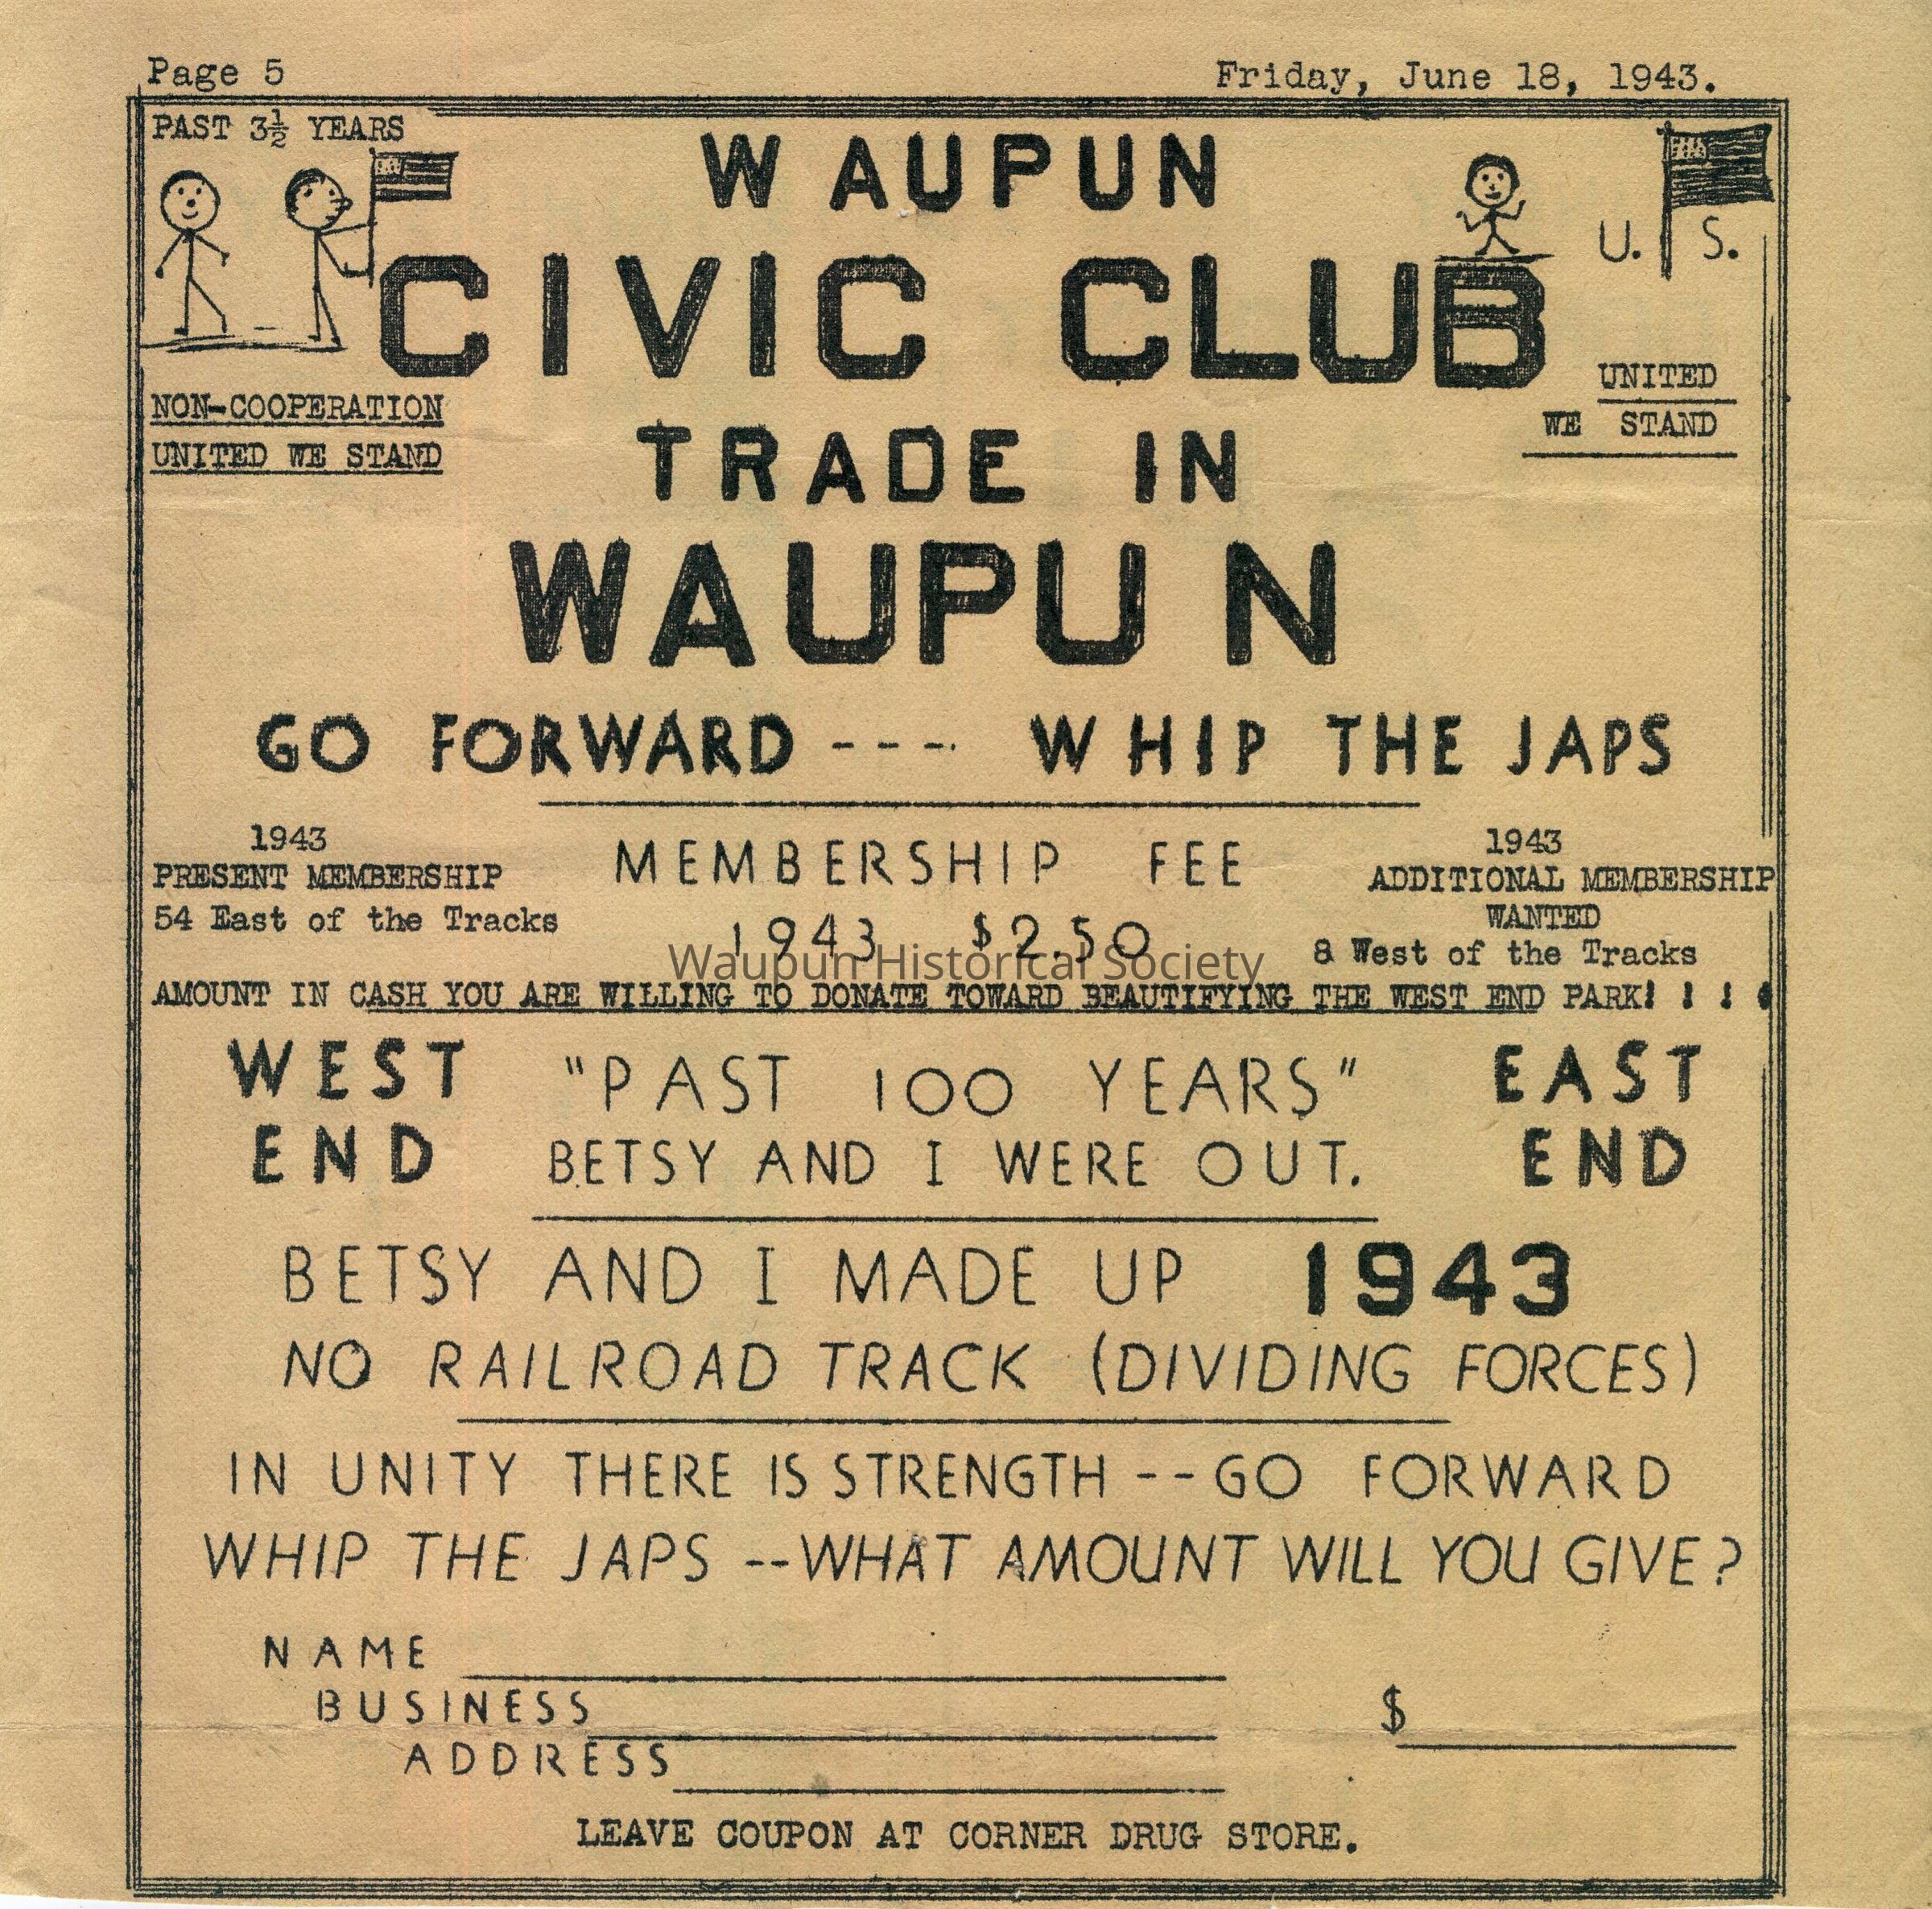 Page 5
Friday, June 18, 1943.
PAST 3½ YEARS
WAUPUN
CIVIC CLUB
U. S.
NON-COOPERATION
UNITED WE STAND
UNITED
WE STAND
TRADE IN
WAUPUN
GO FORWARD --- WHIP THE JAPS
1943
PRESENT MEMBERSHIP
54 East of the Tracks
MEMBERSHIP FEE
1943 $2.50
1943
ADDITIONAL MEMBERSHIP
WANTED
8 West of the Tracks
Waupun Historical Society
AMOUNT IN CASH YOU ARE WILLING TO DONATE TOWARD BEAUTIFYING THE WEST END PARK! ! ! !
WEST
END
"PAST 100 YEARS"
BETSY AND I WERE OUT.
EAST
END
BETSY AND I MADE UP 1943
NO RAILROAD TRACK (DIVIDING FORCES)
IN UNITY THERE IS STRENGTH -- GO FORWARD
WHIP THE JAPS -- WHAT AMOUNT WILL YOU GIVE?
NAME
BUSINESS
$
ADDRESS
LEAVE COUPON AT CORNER DRUG STORE.